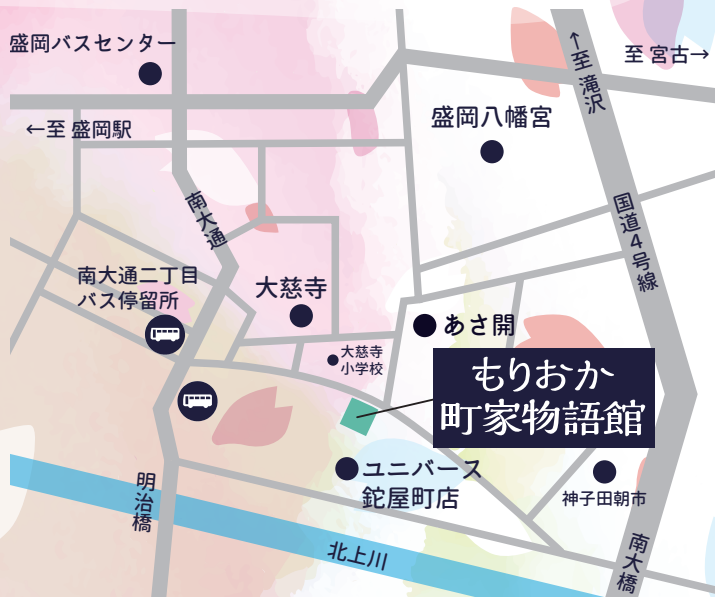 盛岡バスセンター
至 宮古→
←至 滝沢
←至 盛岡駅
盛岡八幡宮
南大通
国道4号線
南大通二丁目
バス停留所
大慈寺
あさ開
大慈寺
小学校
もりおか
町家物語館
ユニバース
鉈屋町店
神子田朝市
明治橋
北上川
南大橋